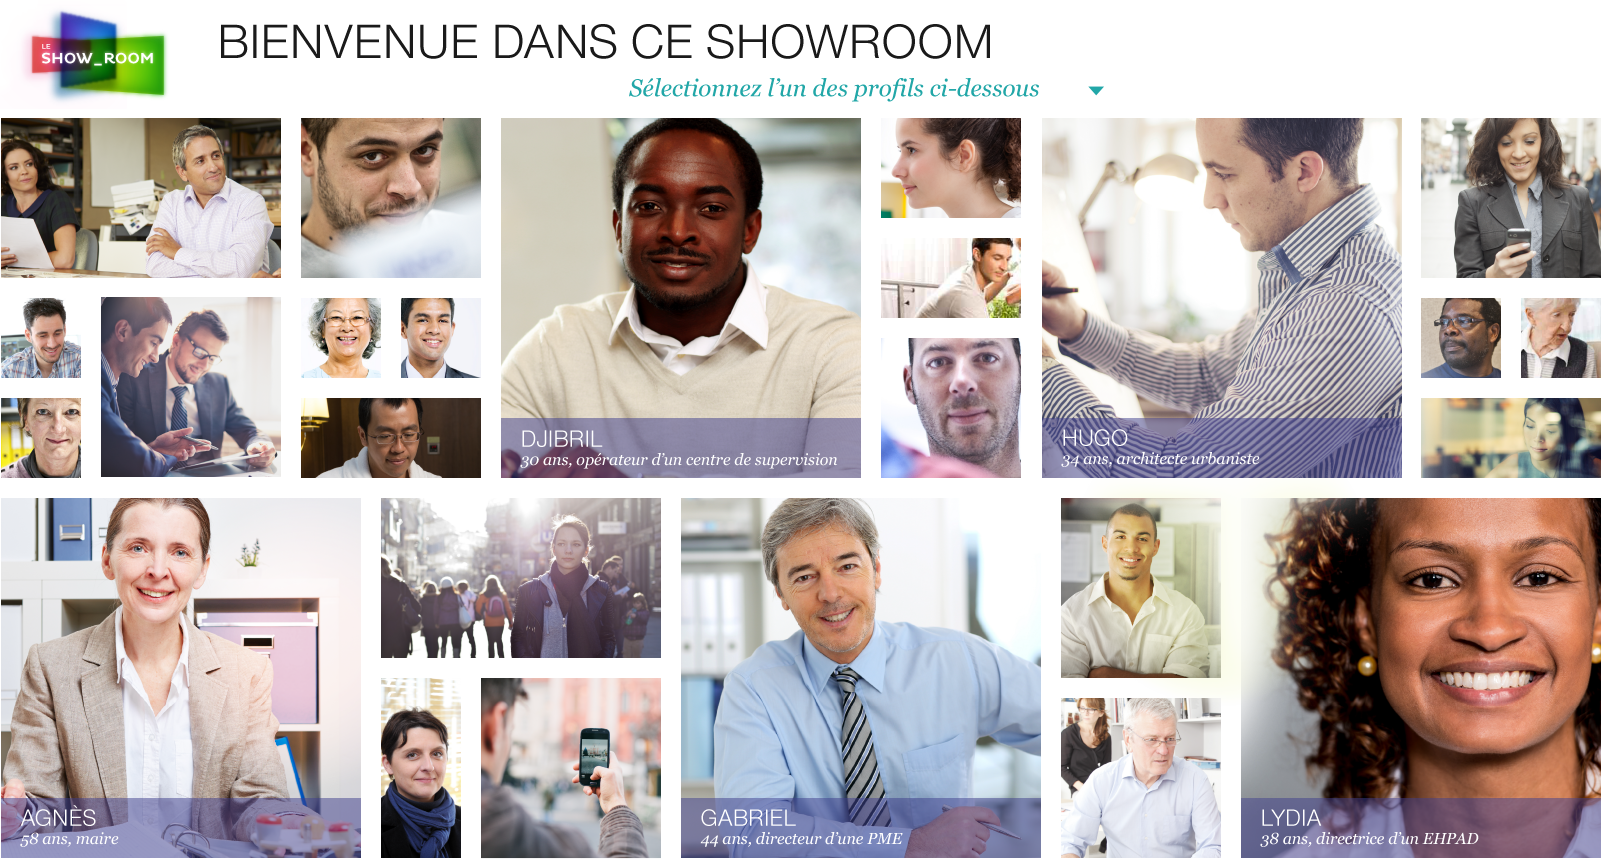 LE
SHOW_ROOM
BIENVENUE DANS CE SHOWROOM
Sélectionnez l’un des profils ci-dessous
DJIBRIL
30 ans, opérateur d’un centre de supervision
HUGO
34 ans, architecte urbaniste
AGNÈS
58 ans, maire
GABRIEL
44 ans, directeur d’une PME
LYDIA
38 ans, directrice d’un EHPAD